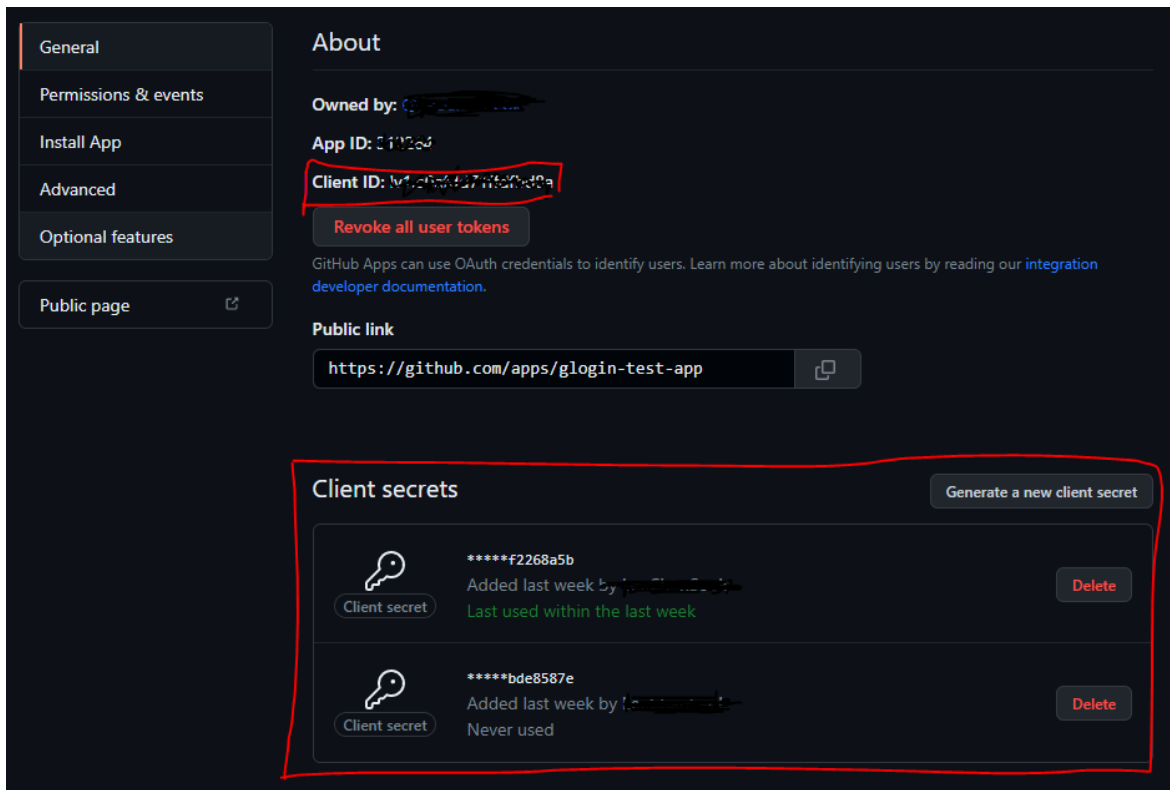 General
Permissions & events
Install App
Advanced
Optional features
Public page
About
Owned by:
App ID:
Client ID:
Revoke all user tokens
GitHub Apps can use OAuth credentials to identify users. Learn more about identifying users by reading our integration
developer documentation.
Public link
https://github.com/apps/glogin-test-app
Client secrets
Generate a new client secret
*****f2268a5b
Added last week by
Last used within the last week
Client secret
Delete
*****bde8587e
Added last week by
Never used
Client secret
Delete